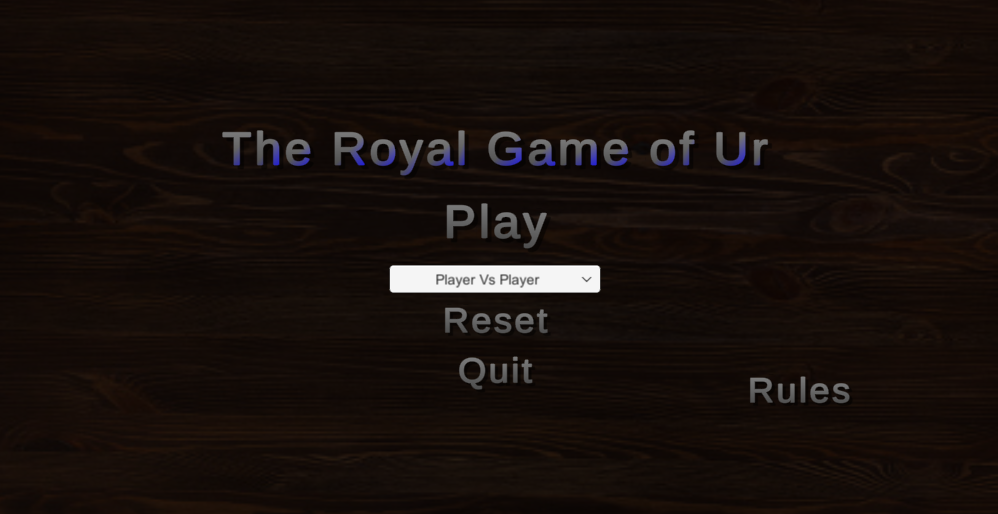 The Royal Game of Ur
Play
Player Vs Player
Reset
Quit
Rules